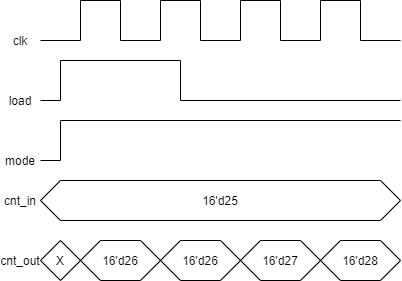 clk
load
mode
cnt_in 16'd25
cnt_out X 16'd26 16'd26 16'd27 16'd28